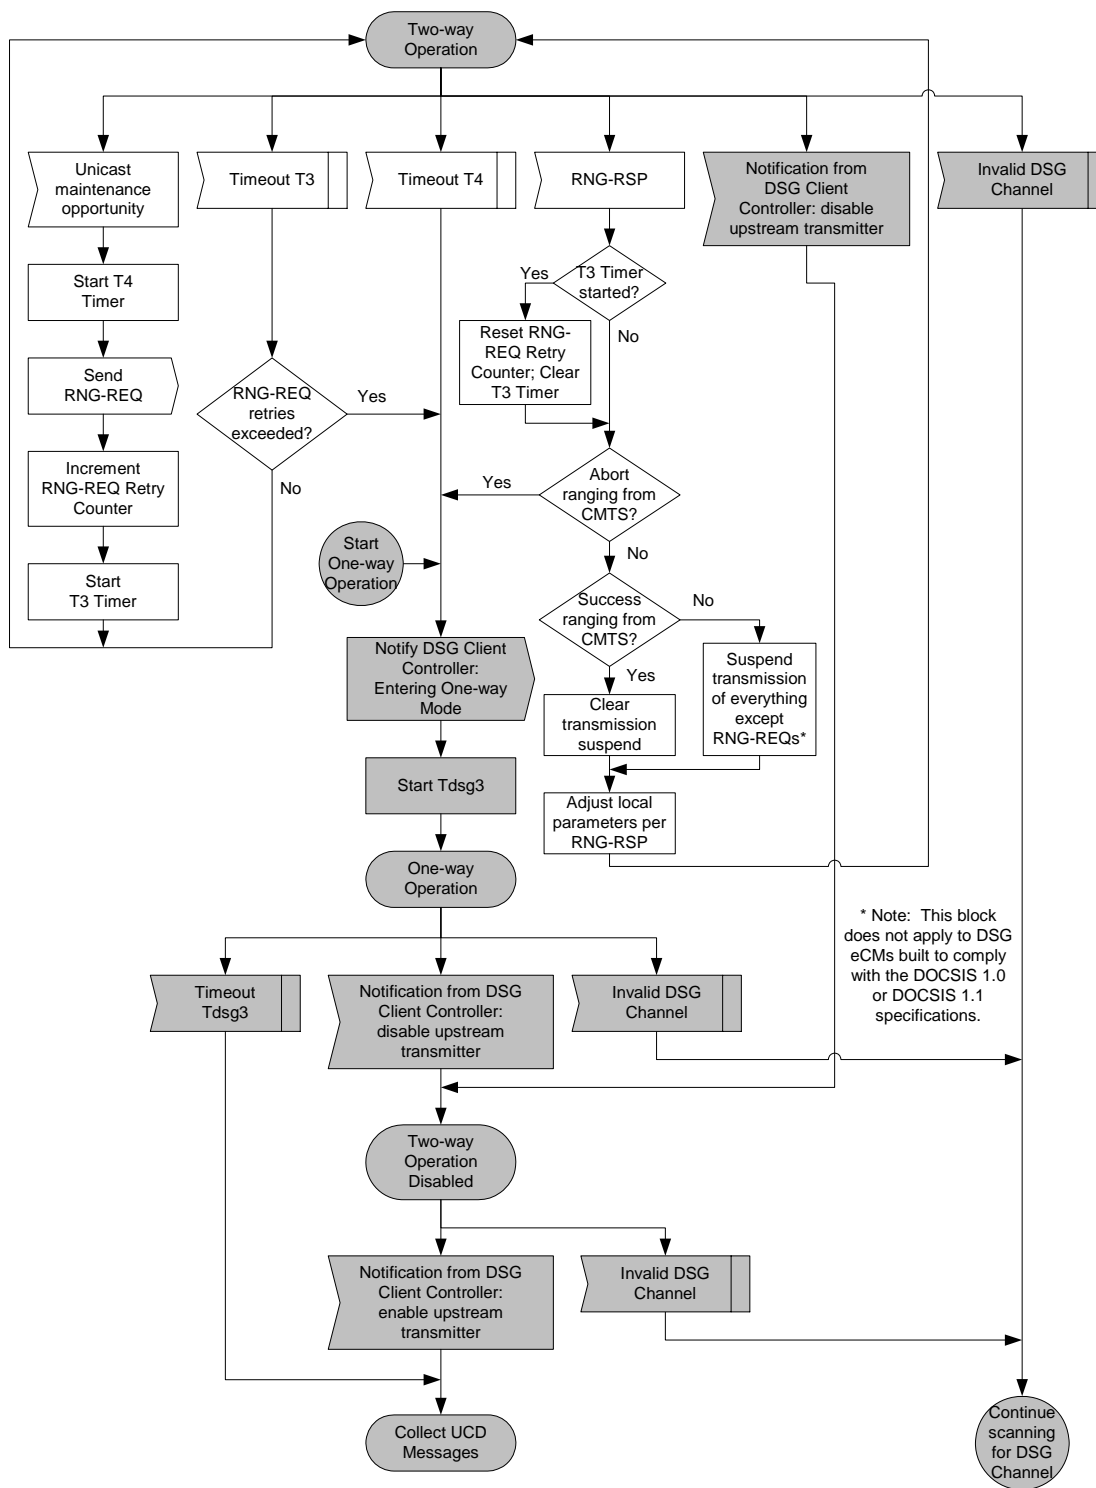 Two-way
Operation
Unicast
maintenance
opportunity
Timeout T3
Timeout T4
RNG-RSP
Notification from
DSG Client
Controller: disable
upstream transmitter
Invalid DSG
Channel
Start T4
Timer
Yes
T3 Timer
started?
No
Reset RNG-
REQ Retry
Counter; Clear
T3 Timer
Send
RNG-REQ
RNG-REQ
retries
exceeded?
Yes
No
Increment
RNG-REQ Retry
Counter
Yes
Abort
ranging from
CMTS?
No
Start
One-way
Operation
Start
T3 Timer
Success
ranging from
CMTS?
No
Yes
Notify DSG Client
Controller:
Entering One-way
Mode
Clear
transmission
suspend
Suspend
transmission
of everything
except
RNG-REQs*
Start Tdsg3
Adjust local
parameters per
RNG-RSP
One-way
Operation
* Note: This block
does not apply to DSG
eCMs built to comply
with the DOCSIS 1.0
or DOCSIS 1.1
specifications.
Timeout
Tdsg3
Notification from DSG
Client Controller:
disable upstream
transmitter
Invalid DSG
Channel
Two-way
Operation
Disabled
Notification from DSG
Client Controller:
enable upstream
transmitter
Invalid DSG
Channel
Collect UCD
Messages
Continue
scanning
for DSG
Channel